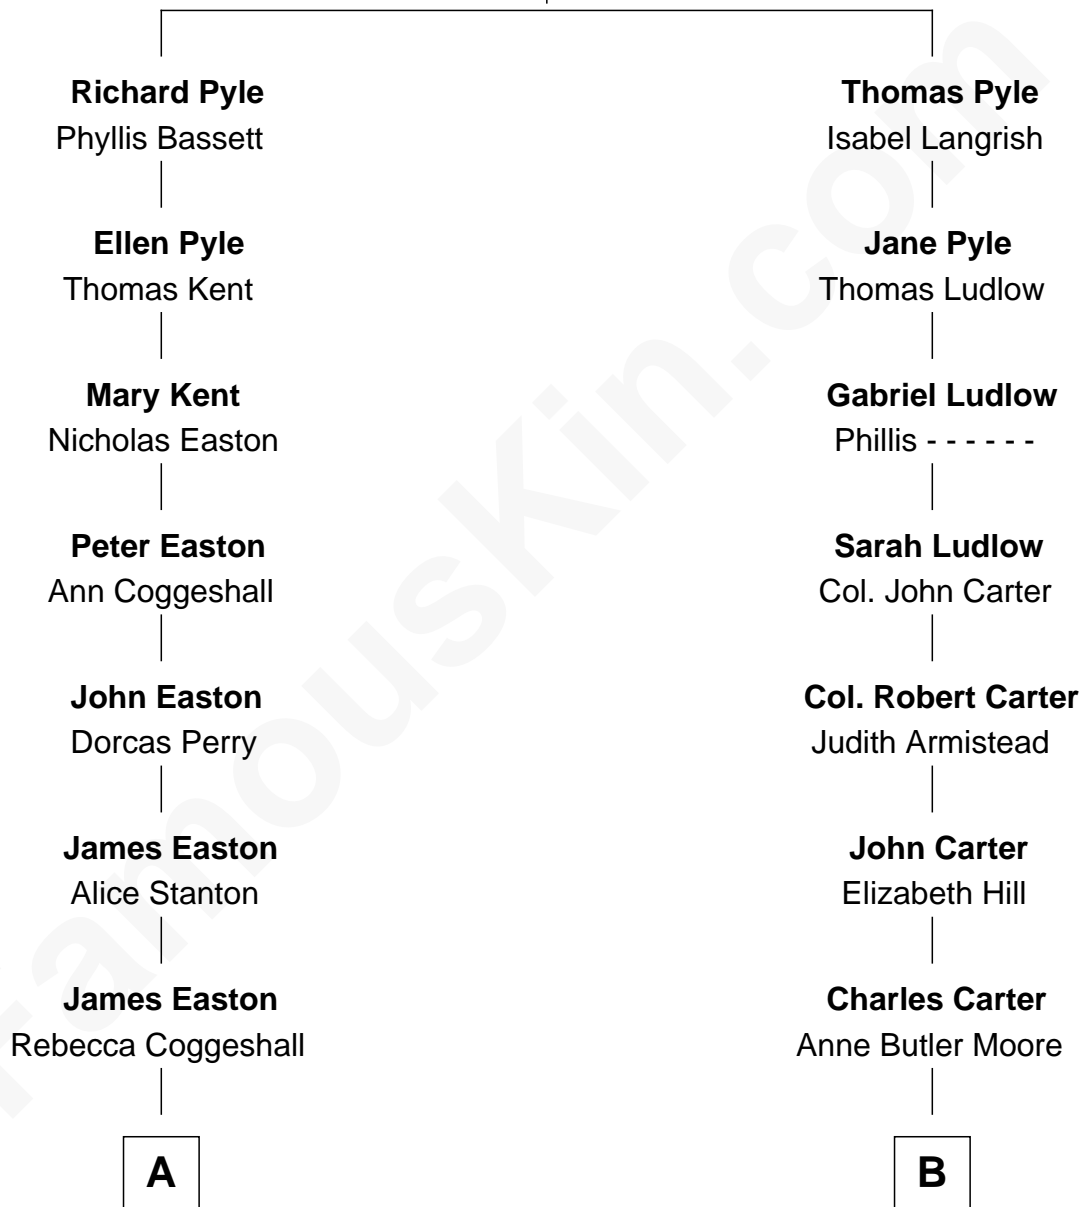 Richard Pyle
Phyllis Bassett
Ellen Pyle
Thomas Kent
Mary Kent
Nicholas Easton
Peter Easton
Ann Coggeshall
John Easton
Dorcas Perry
James Easton
Alice Stanton
James Easton
Rebecca Coggeshall
A
Thomas Pyle
Isabel Langrish
Jane Pyle
Thomas Ludlow
Gabriel Ludlow
Phillis - - - - - -
Sarah Ludlow
Col. John Carter
Col. Robert Carter
Judith Armistead
John Carter
Elizabeth Hill
Charles Carter
Anne Butler Moore
B
FamousKin.com